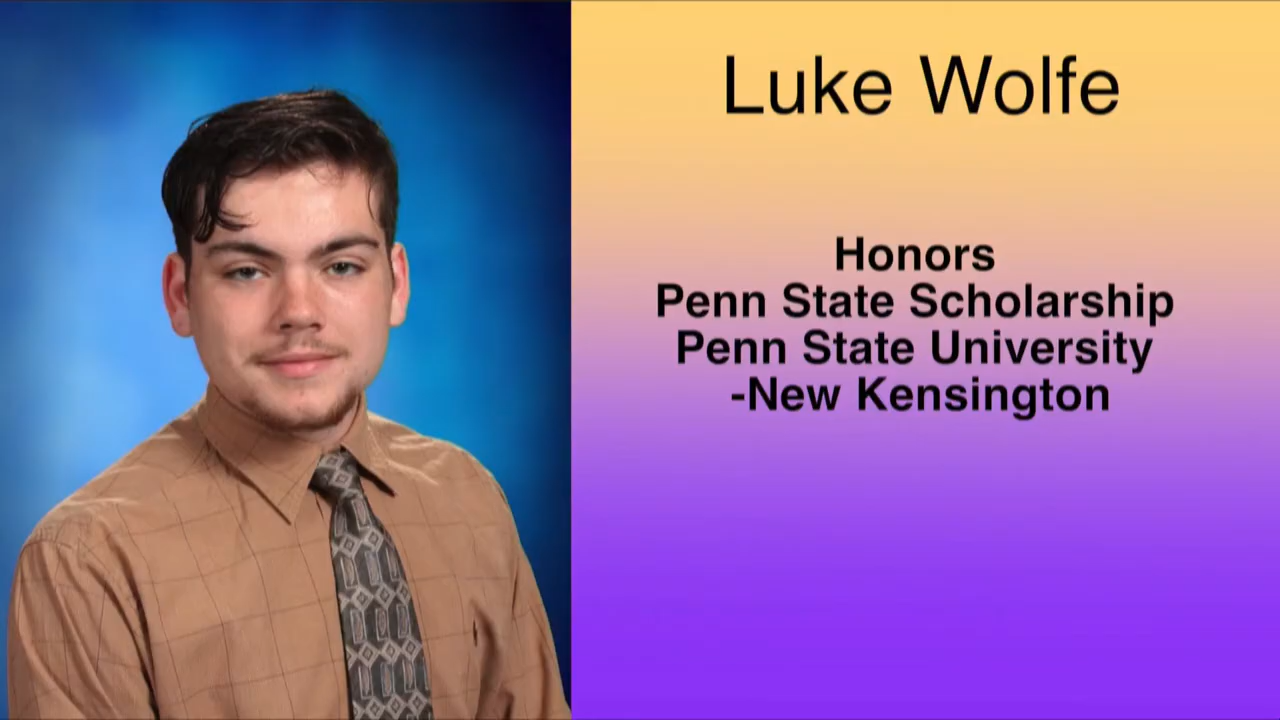 Luke Wolfe
Honors
Penn State Scholarship
Penn State University
-New Kensington